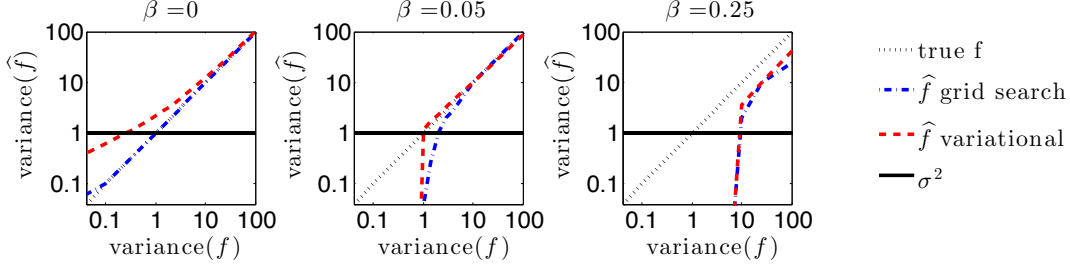 β =0
variance(f̂)
100
10
1
0.1
0.1 1 10 100
variance(f)
β =0.05
variance(f̂)
100
10
1
0.1
0.1 1 10 100
variance(f)
β =0.25
variance(f̂)
100
10
1
0.1
0.1 1 10 100
variance(f)
true f
f̂ grid search
f̂ variational
σ²